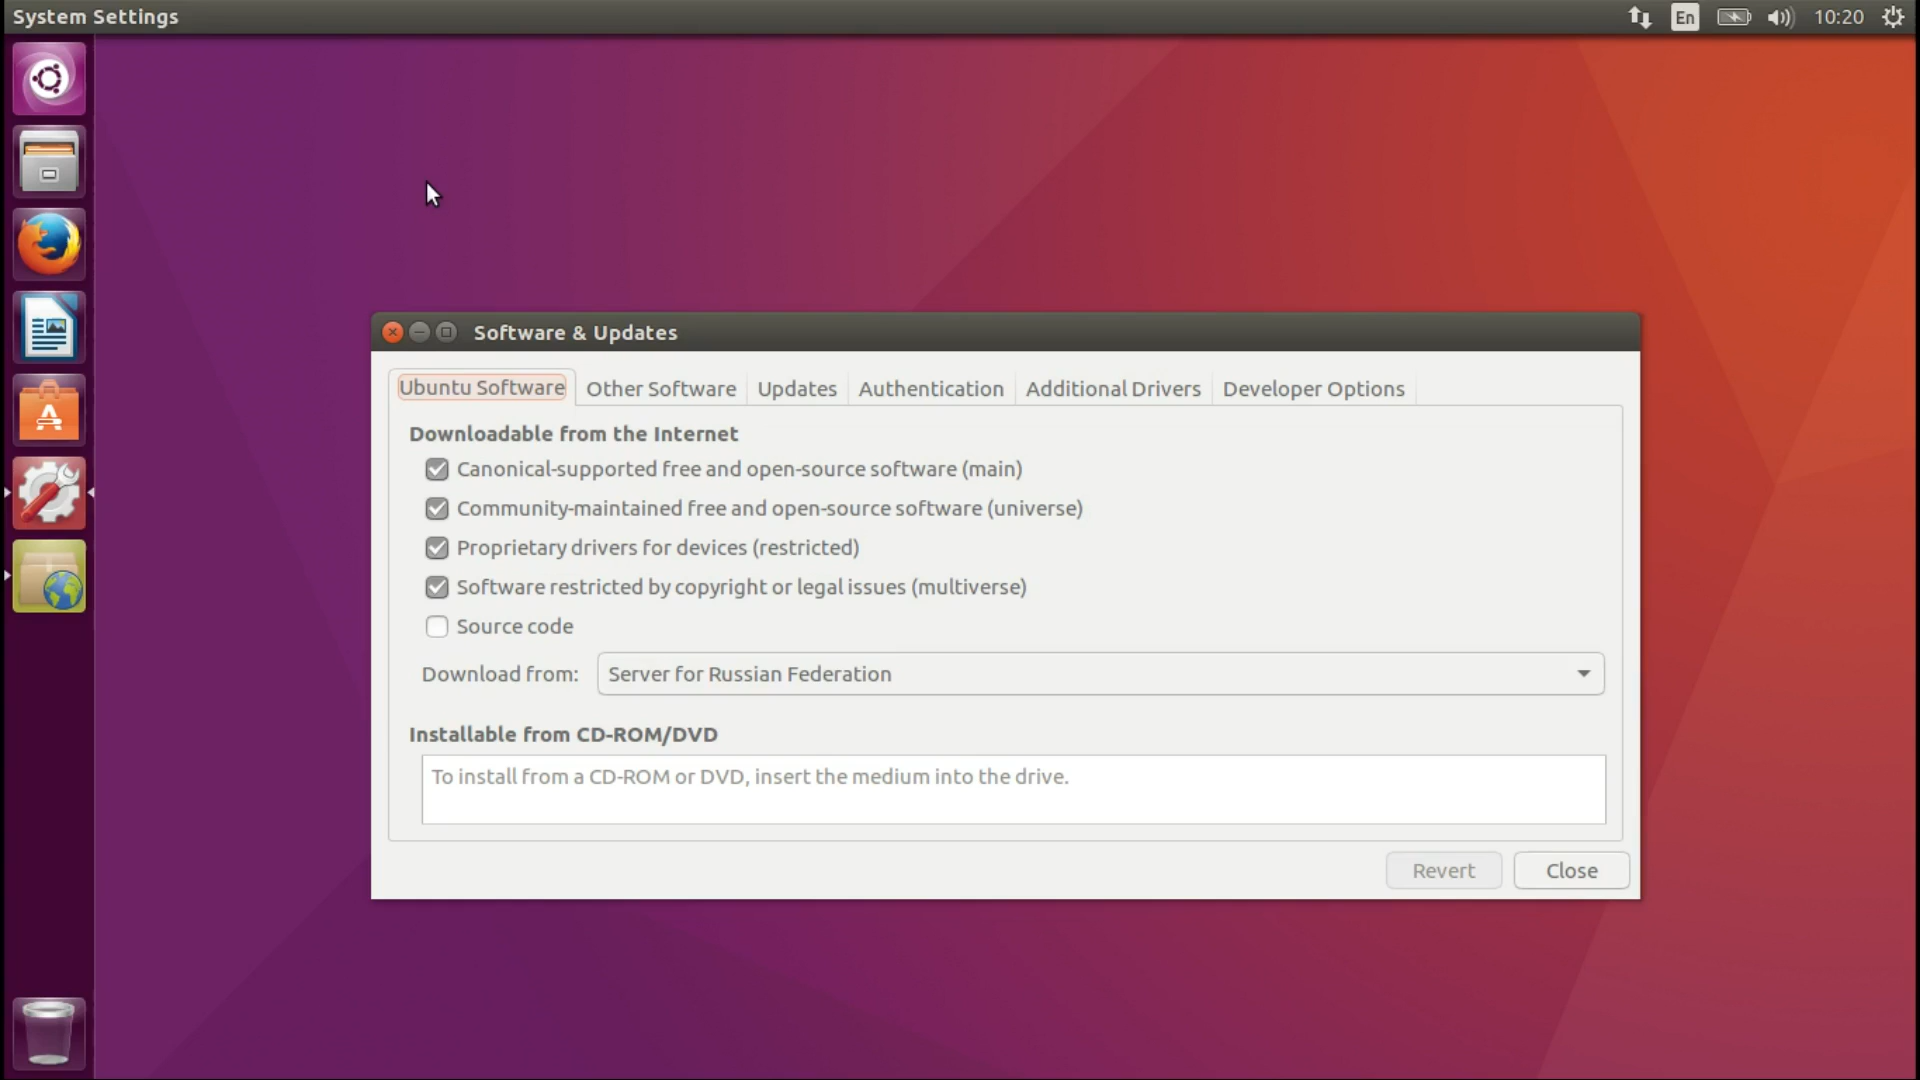 System Settings
En
10:20
Software & Updates
Ubuntu Software
Other Software
Updates
Authentication
Additional Drivers
Developer Options
Downloadable from the Internet
Canonical-supported free and open-source software (main)
Community-maintained free and open-source software (universe)
Proprietary drivers for devices (restricted)
Software restricted by copyright or legal issues (multiverse)
Source code
Download from:
Server for Russian Federation
Installable from CD-ROM/DVD
To install from a CD-ROM or DVD, insert the medium into the drive.
Revert
Close